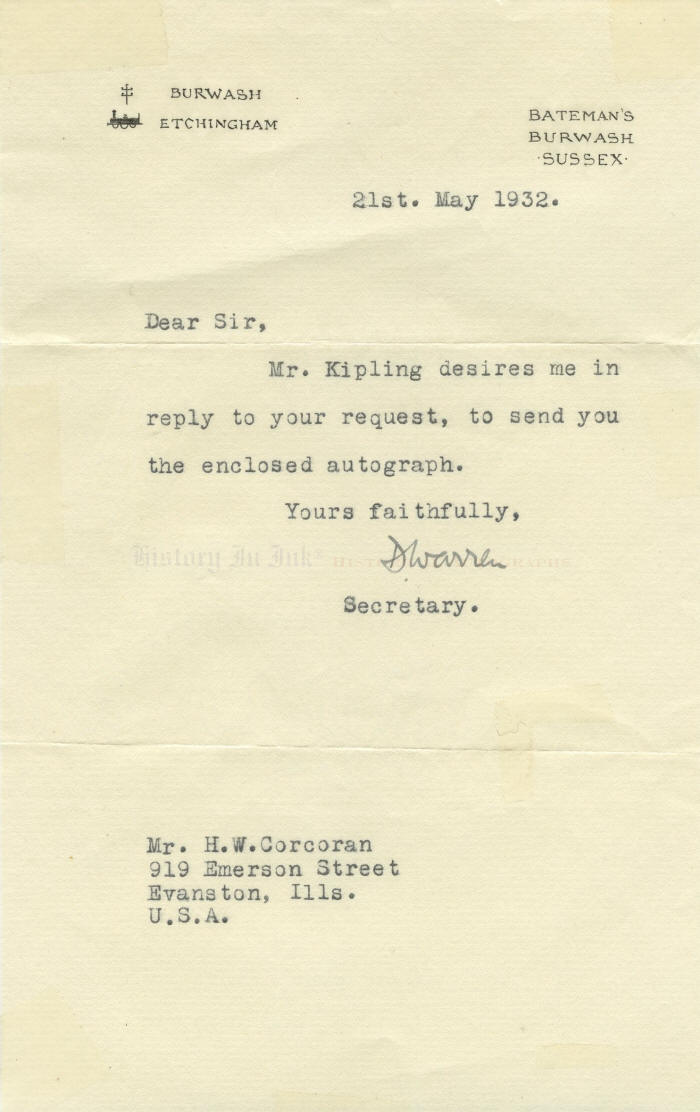 BURWASH
ETCHINGHAM
BATEMAN'S
BURWASH
·SUSSEX·
21st. May 1932.
Dear Sir,
Mr. Kipling desires me in
reply to your request, to send you
the enclosed autograph.
Yours faithfully,
DWarren
History In Ink®
Secretary.
Mr. H.W.Corcoran
919 Emerson Street
Evanston, Ills.
U.S.A.